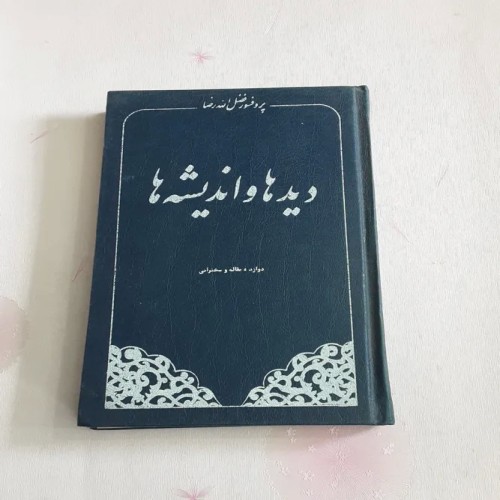 پروفسور فضل الله رضا
دیدها و اندیشه ها
دوازده مقاله و سخنرانی